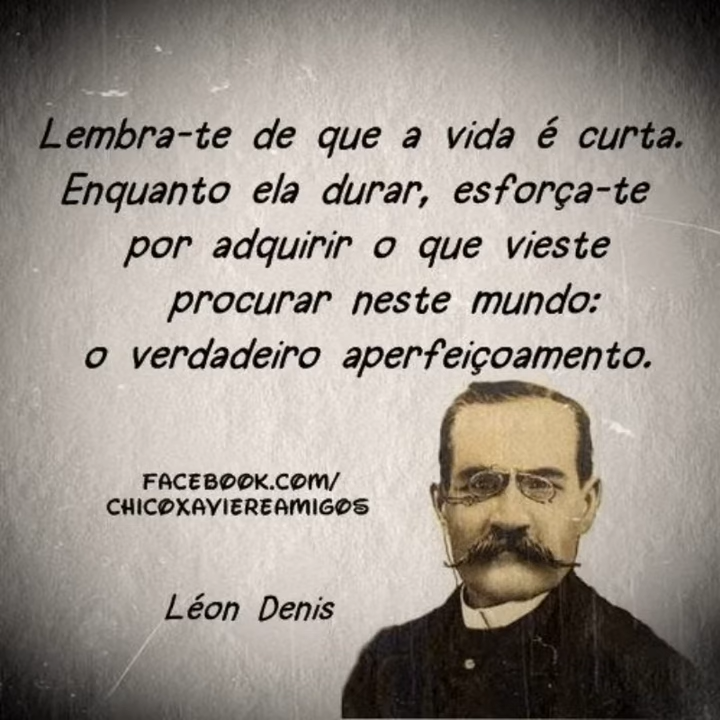 Lembra-te de que a vida é curta.
Enquanto ela durar, esforça-te
por adquirir o que vieste
procurar neste mundo:
o verdadeiro aperfeiçoamento.
FACEBOOK.COM/
CHICOXAVIEREAMIGOS
Léon Denis